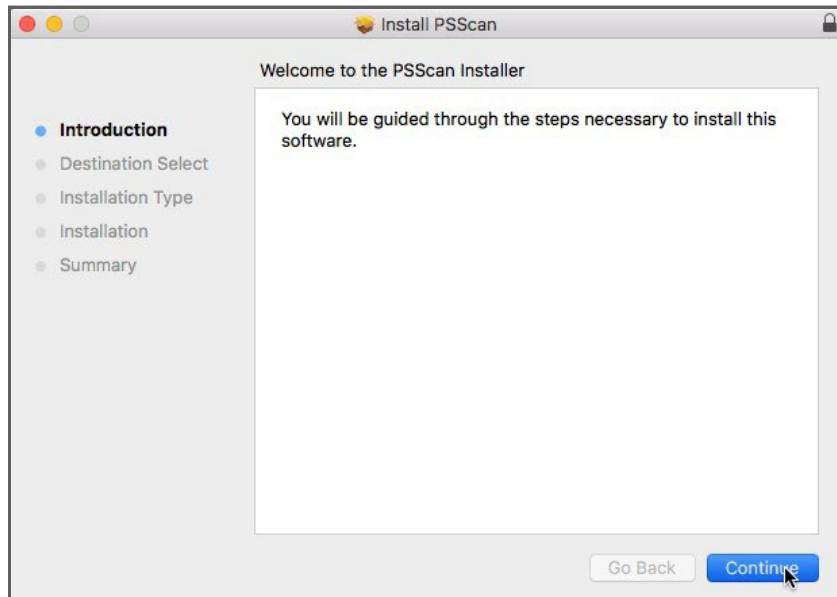 Install PSScan
Welcome to the PSScan Installer
Introduction
Destination Select
Installation Type
Installation
Summary
You will be guided through the steps necessary to install this
software.
Go Back
Continue